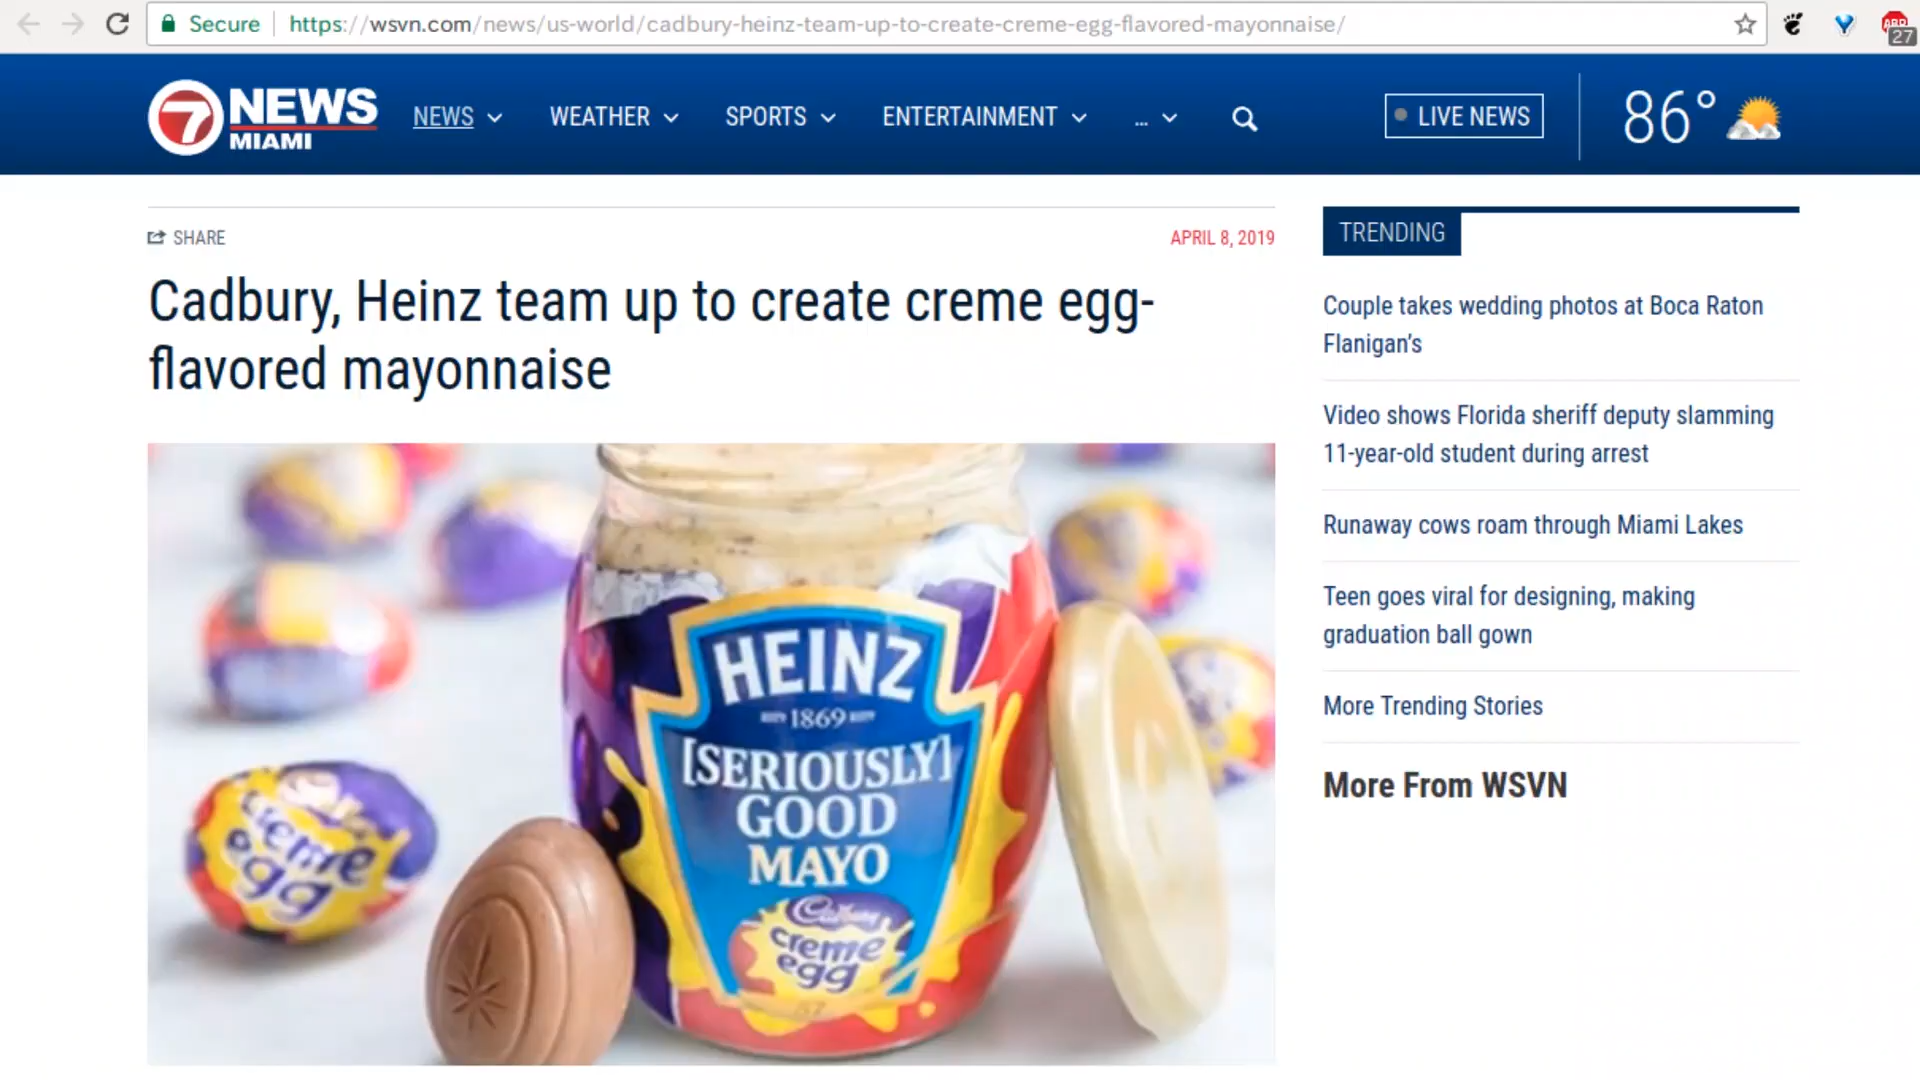 Secure https://wsvn.com/news/us-world/cadbury-heinz-team-up-to-create-creme-egg-flavored-mayonnaise/
27
7 NEWS MIAMI
NEWS WEATHER SPORTS ENTERTAINMENT ... LIVE NEWS 86°
SHARE
APRIL 8, 2019
Cadbury, Heinz team up to create creme egg-
flavored mayonnaise
HEINZ
1869
[SERIOUSLY]
GOOD
MAYO
Cadbury
creme
egg
creme
egg
TRENDING
Couple takes wedding photos at Boca Raton
Flanigan's
Video shows Florida sheriff deputy slamming
11-year-old student during arrest
Runaway cows roam through Miami Lakes
Teen goes viral for designing, making
graduation ball gown
More Trending Stories
More From WSVN